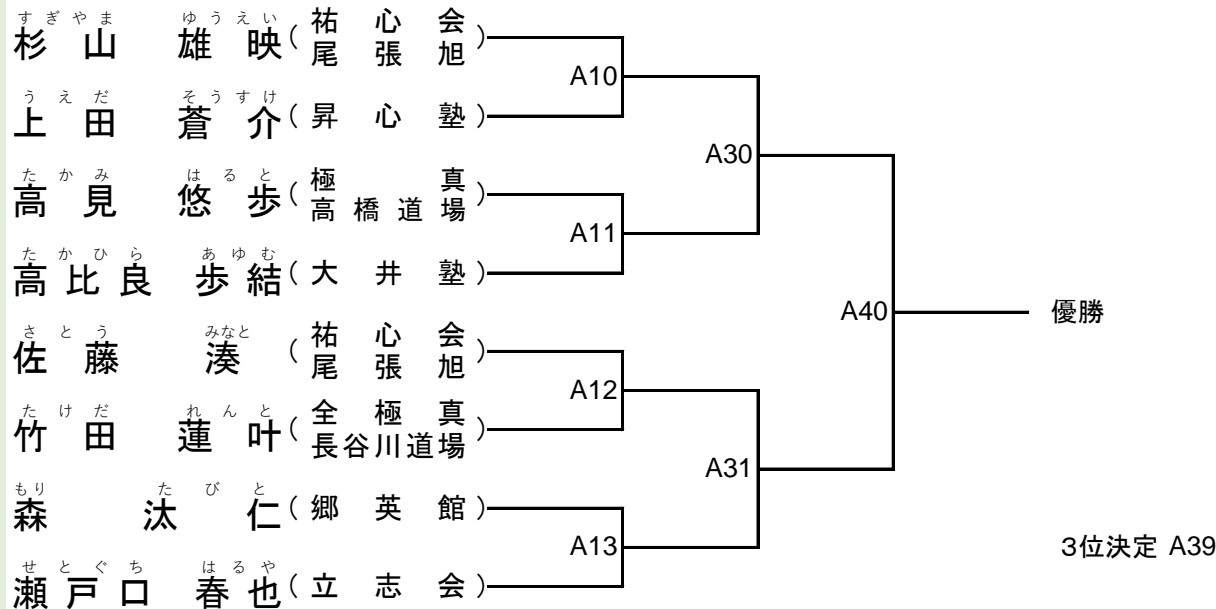 すぎやま ゆうえい
杉山 雄映(祐心会尾張旭)
A10
うえだ そうすけ
上田 蒼介(昇心塾)
A30
たかみ はると
高見 悠歩(極真高橋道場)
A11
たかひら あゆむ
高比良 歩結(大井塾)
A40 優勝
さとう みなと
佐藤 湊(祐心会尾張旭)
A12
たけだ れんと
竹田 蓮叶(全極真長谷川道場)
A31
もり たびと
森 汰仁(郷英館)
A13
3位決定 A39
せとぐち はるや
瀬戸口 春也(立志会)